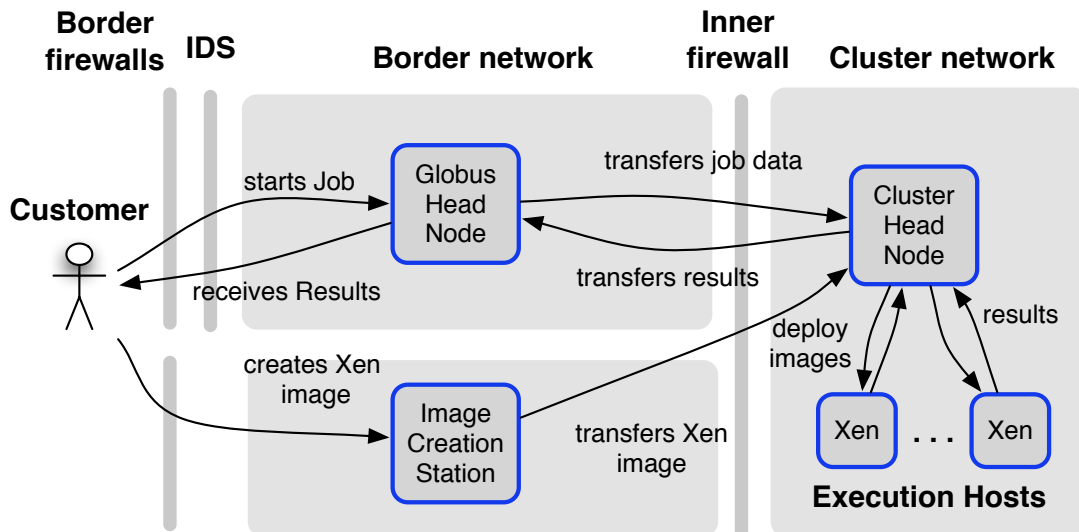 Border
firewalls
IDS
Border network
Inner
firewall
Cluster network
starts Job
Globus
Head
Node
transfers job data
Cluster
Head
Node
Customer
receives Results
transfers results
deploy
images
results
creates Xen
image
Image
Creation
Station
transfers Xen
image
Xen
. . .
Xen
Execution Hosts